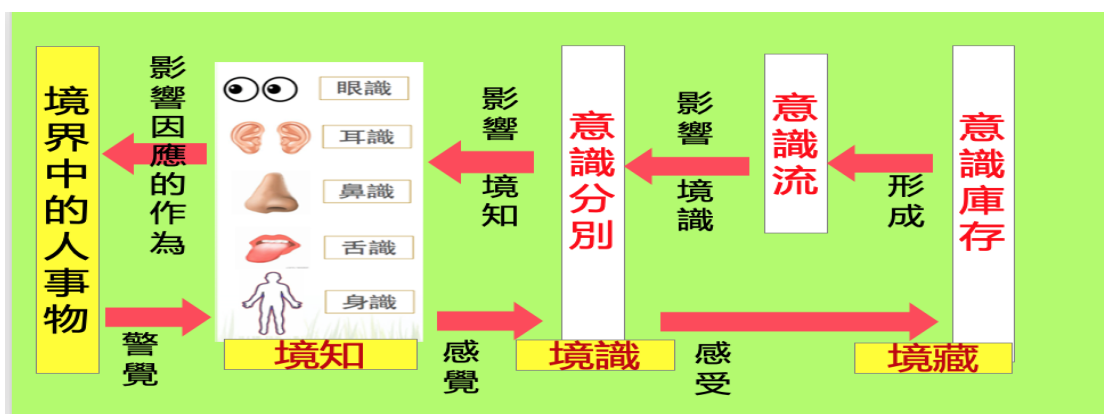 境界中的人事物
影響因應的作為
警覺
眼識
耳識
鼻識
舌識
身識
境知
影響
境知
感覺
意識分別
境識
影響
境識
感受
意識流
形成
意識庫存
境藏